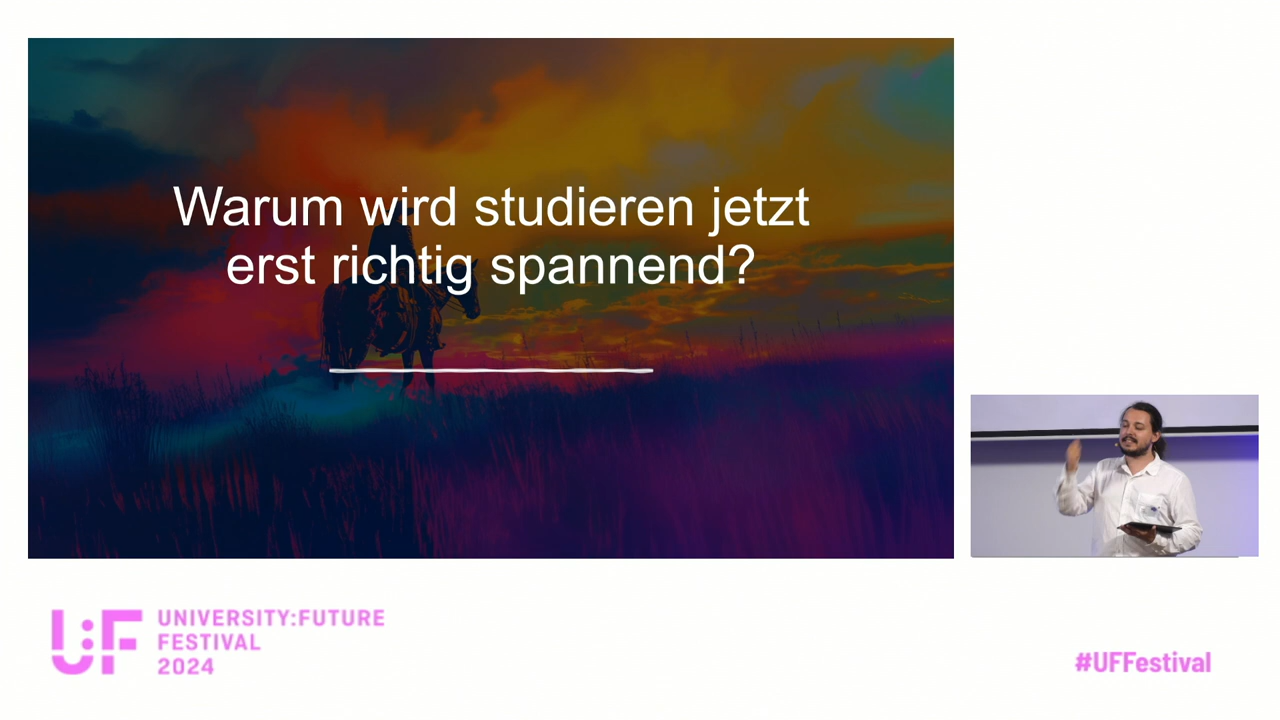 Warum wird studieren jetzt
erst richtig spannend?
U:F
UNIVERSITY:FUTURE
FESTIVAL
2024
#UFFestival